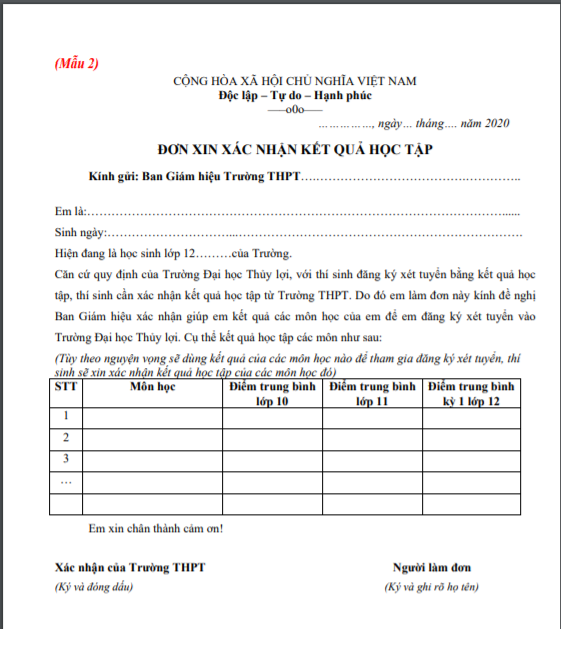 (Mẫu 2)
CỘNG HÒA XÃ HỘI CHỦ NGHĨA VIỆT NAM
Độc lập – Tự do – Hạnh phúc
-----o0o-----
……………, ngày… tháng…. năm 2020
ĐƠN XIN XÁC NHẬN KẾT QUẢ HỌC TẬP
Kính gửi: Ban Giám hiệu Trường THPT………………………………………..
Em là:……………………………………………………………………………......
Sinh ngày:……………………...……………………………………………………
Hiện đang là học sinh lớp 12………của Trường.
Căn cứ quy định của Trường Đại học Thủy lợi, với thí sinh đăng ký xét tuyển bằng kết quả học
tập, thí sinh cần xác nhận kết quả học tập từ Trường THPT. Do đó em làm đơn này kính đề nghị
Ban Giám hiệu xác nhận giúp em kết quả các môn học của em để em đăng ký xét tuyển vào
Trường Đại học Thủy lợi. Cụ thể kết quả học tập các môn như sau:
(Tùy theo nguyện vọng sẽ dùng kết quả của các môn học nào để tham gia đăng ký xét tuyển, thí
sinh sẽ xin xác nhận kết quả học tập của các môn học đó)
STT Môn học Điểm trung bình lớp 10 Điểm trung bình lớp 11 Điểm trung bình kỳ 1 lớp 12
1
2
3
…
Em xin chân thành cảm ơn!
Xác nhận của Trường THPT Người làm đơn
(Ký và đóng dấu) (Ký và ghi rõ họ tên)